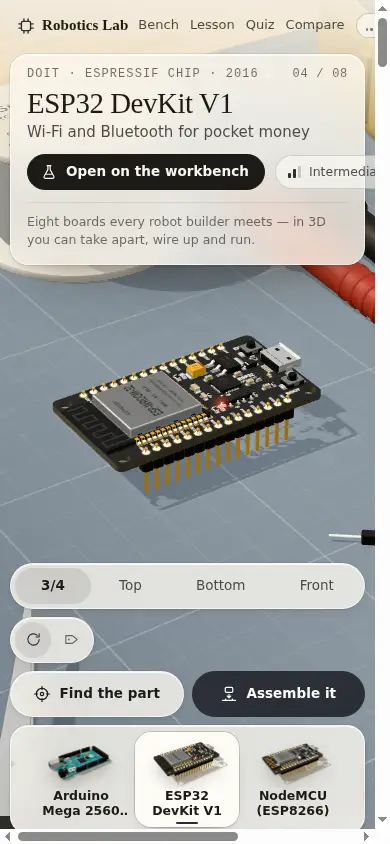 Robotics Lab Bench Lesson Quiz Compare
DOIT · ESPRESSIF CHIP · 2016 04 / 08
ESP32 DevKit V1
Wi-Fi and Bluetooth for pocket money
Open on the workbench
Eight boards every robot builder meets — in 3D
you can take apart, wire up and run.
ESP-WROOM-32
3/4 Top Bottom Front
Find the part Assemble it
Arduino
Mega 2560..
ESP32
DevKit V1
NodeMCU
(ESP8266)